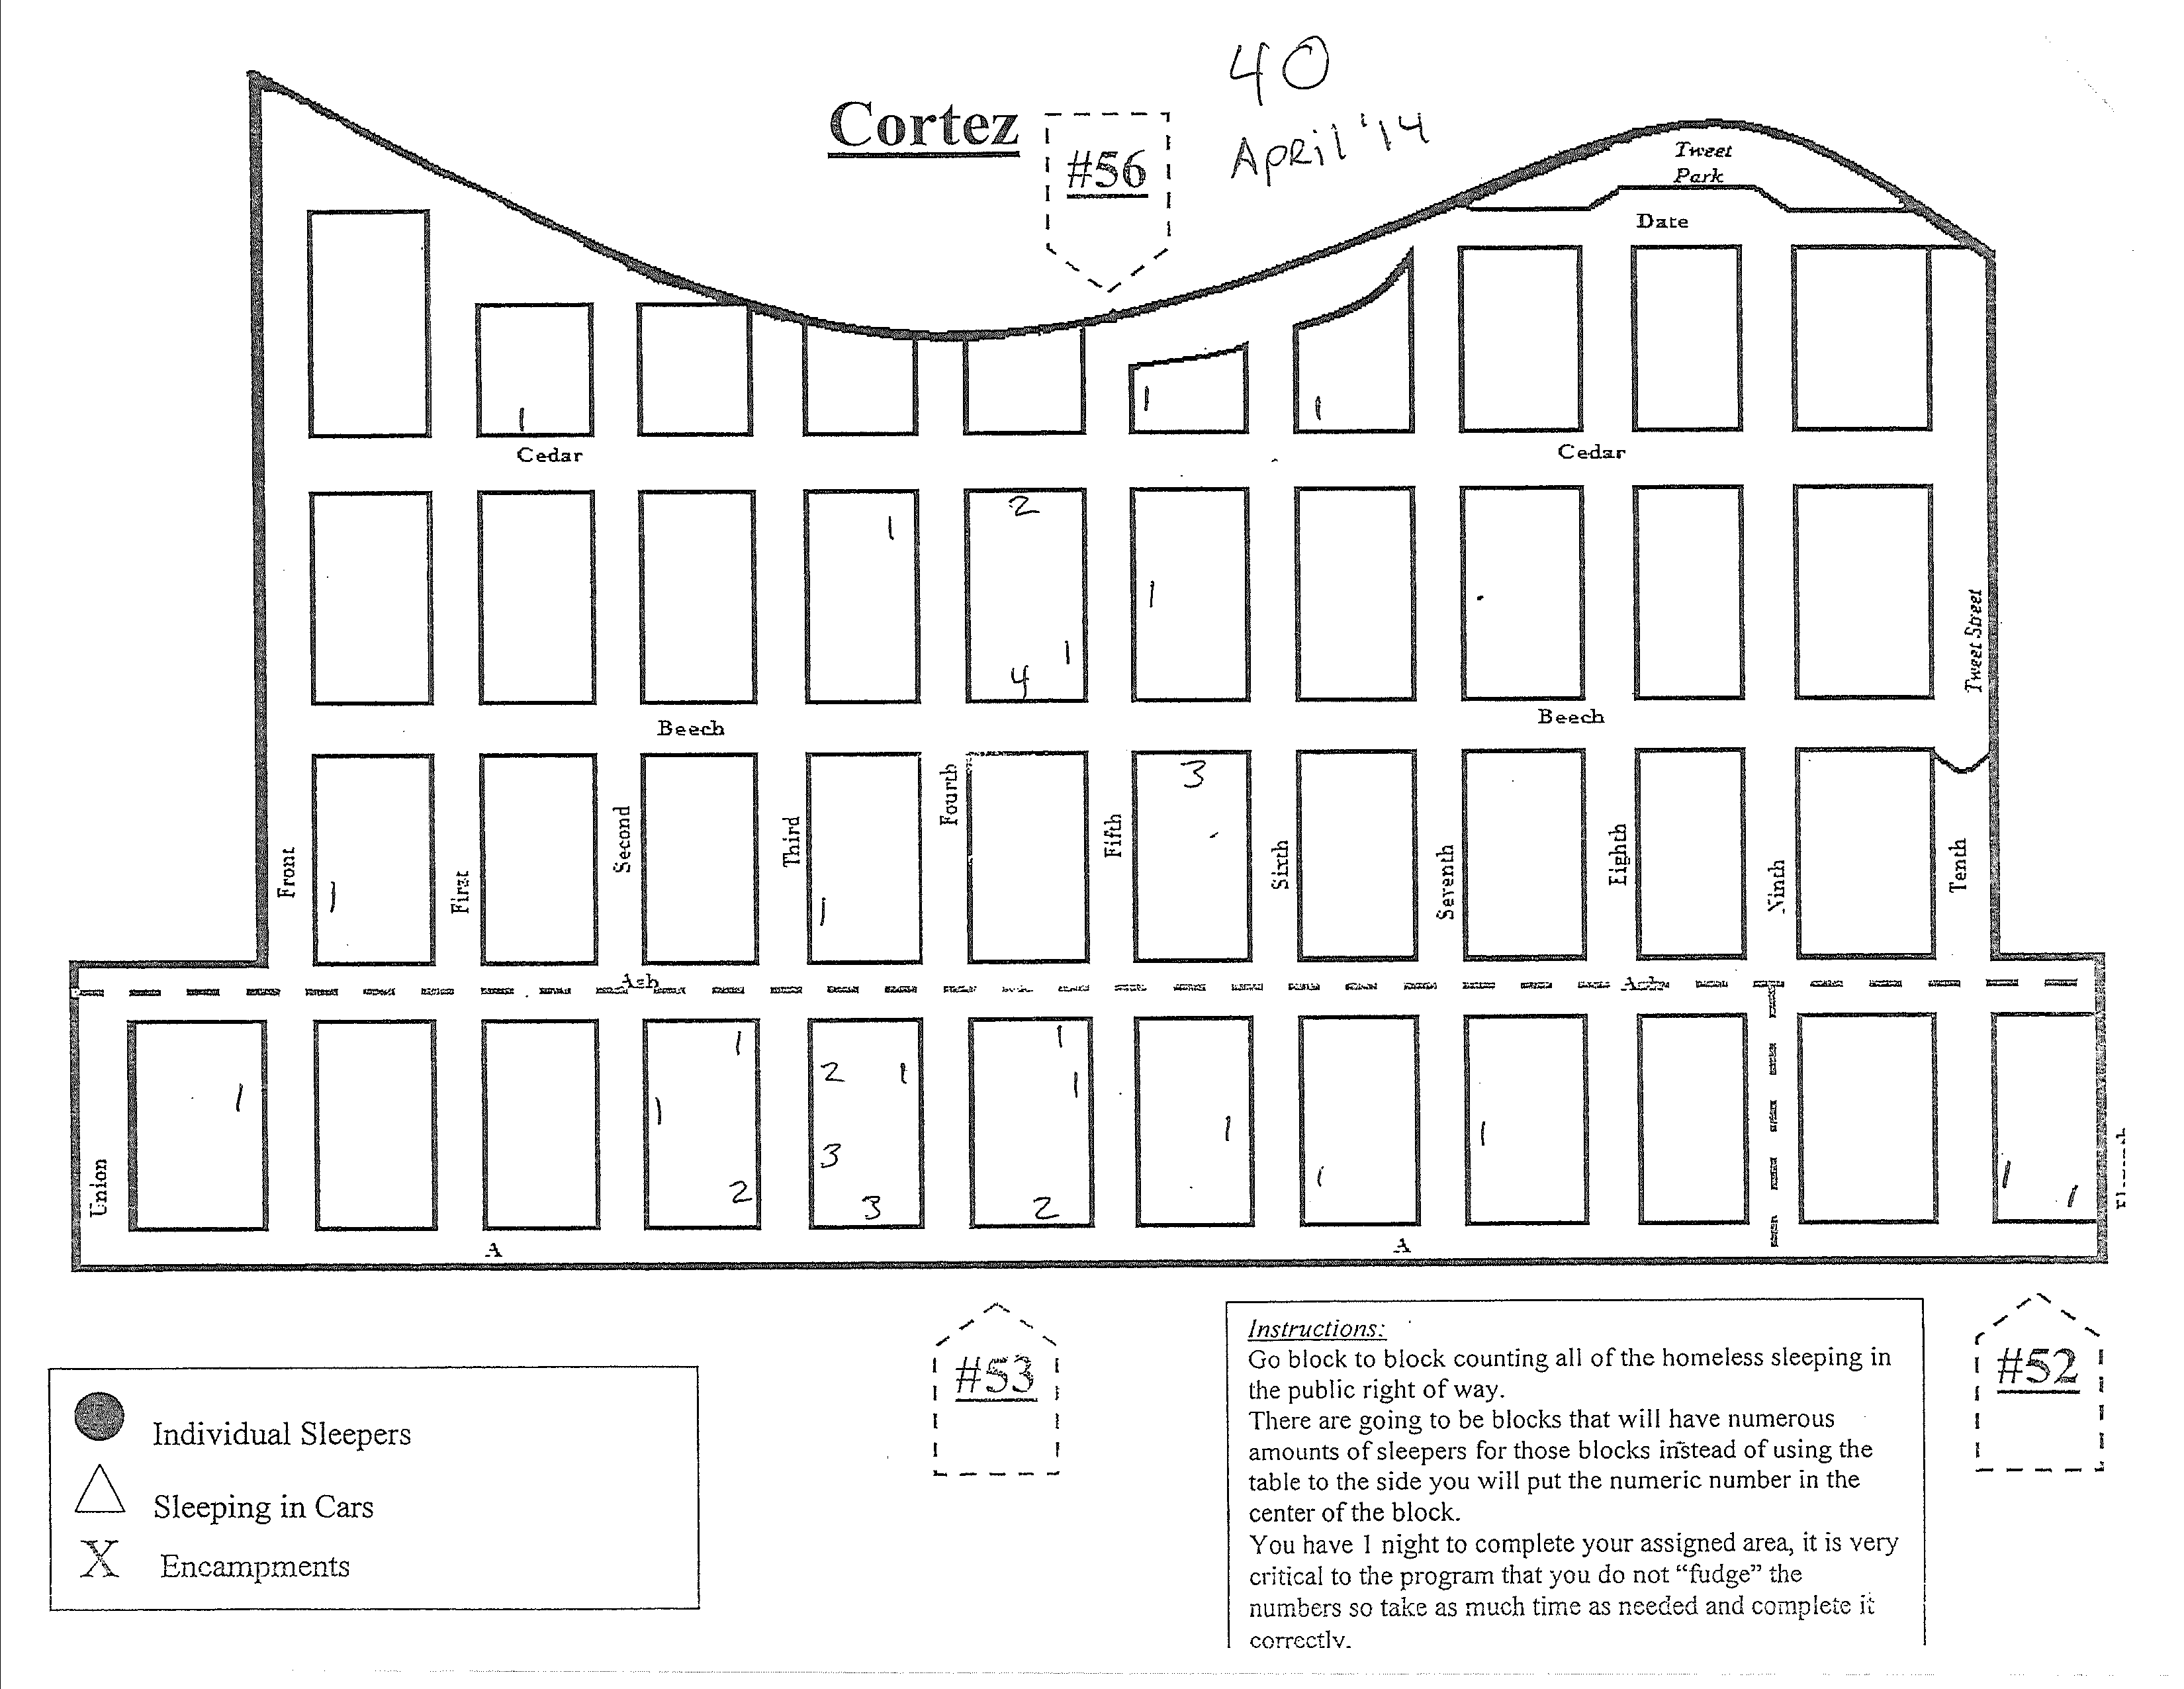 40
Cortez
#56
April '14
Tweet
Park
Date
1
1
1
Cedar
Cedar
1
2
1
1
4
Tweet Street
Beech
Beech
3
Front
First
Second
Third
Fourth
Fifth
Sixth
Seventh
Eighth
Ninth
Tenth
1
1
Ash
Ash
1
1
1
2
2
1
3
3
1
1
2
1
1
1
1
1
Union
A
A
#53
#52
Individual Sleepers
Sleeping in Cars
X Encampments
Instructions:
Go block to block counting all of the homeless sleeping in
the public right of way.
There are going to be blocks that will have numerous
amounts of sleepers for those blocks instead of using the
table to the side you will put the numeric number in the
center of the block.
You have 1 night to complete your assigned area, it is very
critical to the program that you do not “fudge” the
numbers so take as much time as needed and complete it
correctly.